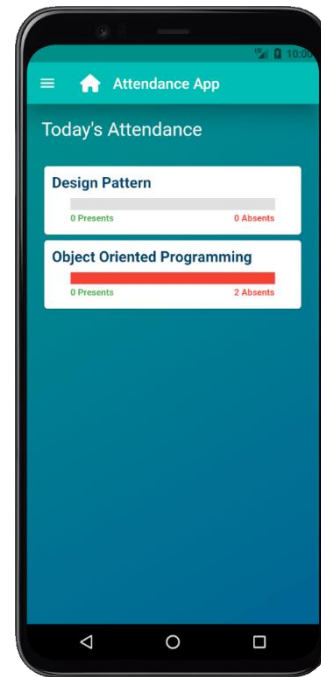 10:00
Attendance App
Today's Attendance
Design Pattern
0 Presents 0 Absents
Object Oriented Programming
0 Presents 2 Absents